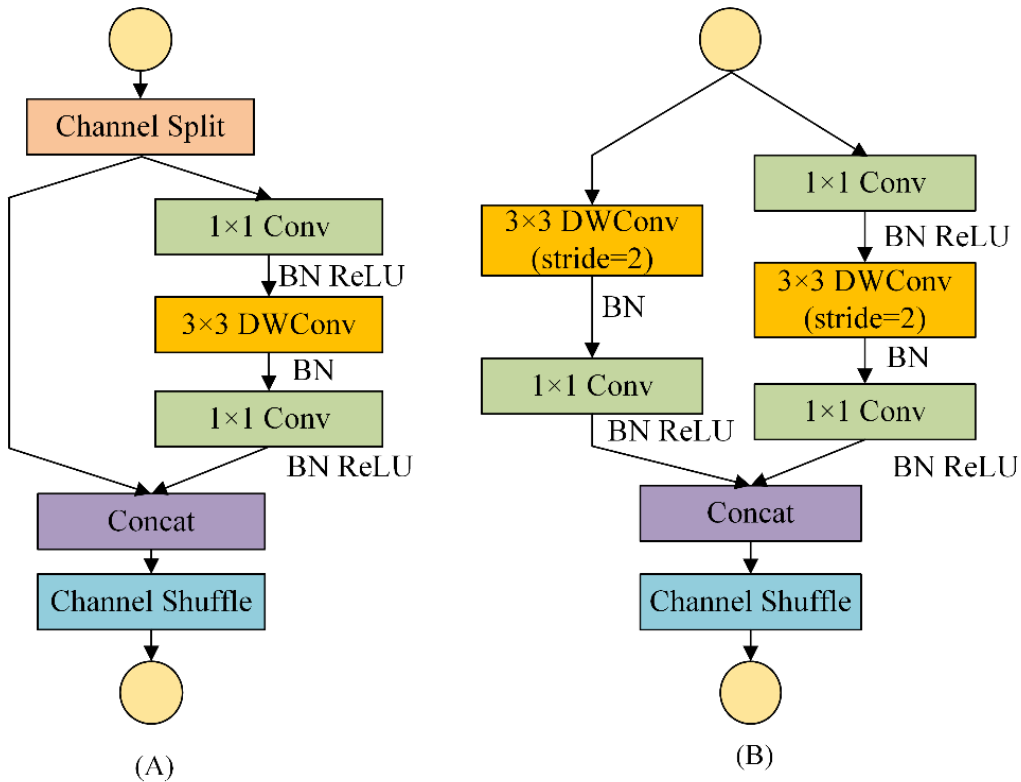 Channel Split
1×1 Conv
BN ReLU
3×3 DWConv
BN
1×1 Conv
BN ReLU
Concat
Channel Shuffle
(A)
3×3 DWConv
(stride=2)
BN
1×1 Conv
BN ReLU
1×1 Conv
BN ReLU
3×3 DWConv
(stride=2)
BN
1×1 Conv
BN ReLU
Concat
Channel Shuffle
(B)